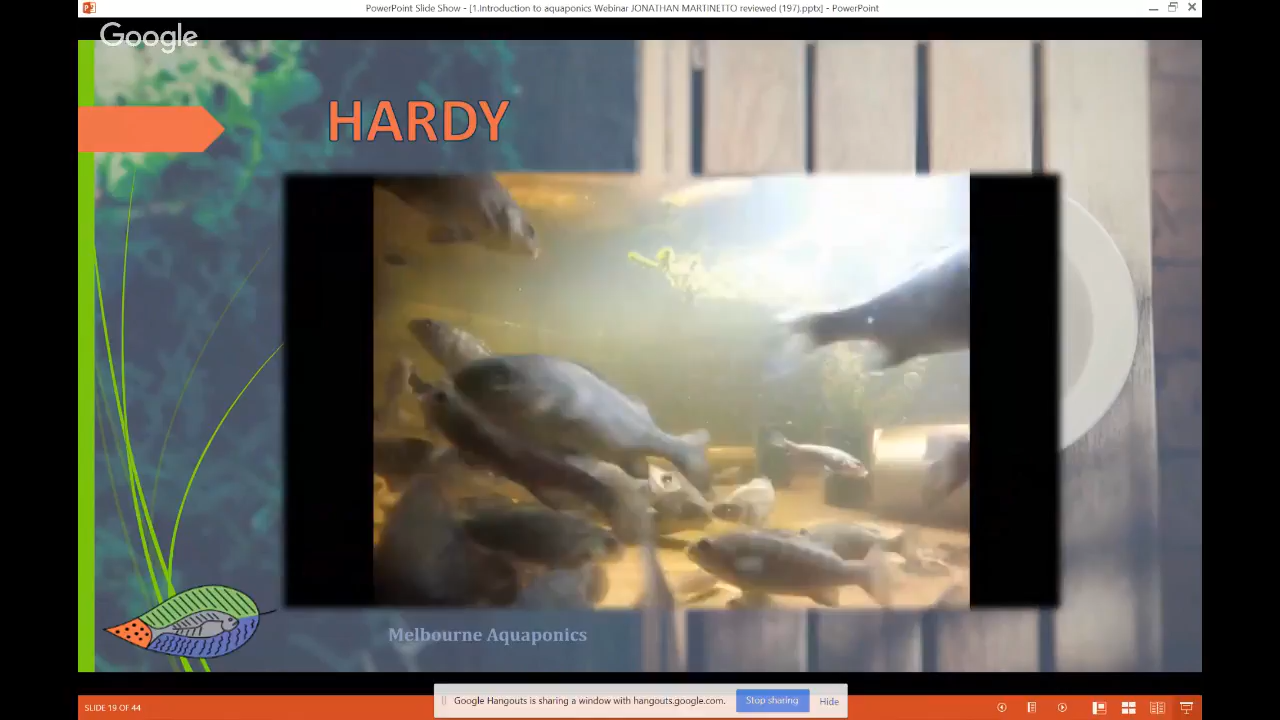 PowerPoint Slide Show - [1.Introduction to aquaponics Webinar JONATHAN MARTINETTO reviewed (197).pptx] - PowerPoint
Google
HARDY
Melbourne Aquaponics
Google Hangouts is sharing a window with hangouts.google.com.
Stop sharing
Hide
SLIDE 19 OF 44